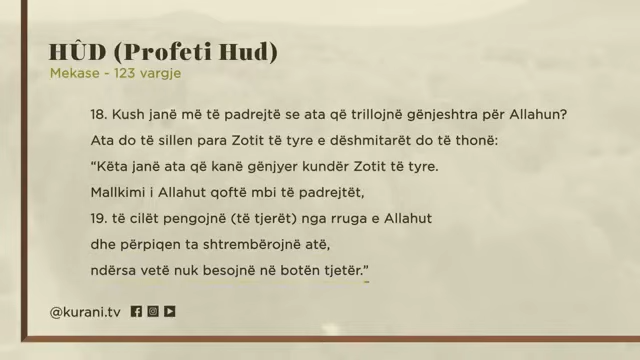 HÛD (Profeti Hud)
Mekase - 123 vargje
18. Kush janë më të padrejtë se ata që trillojnë gënjeshtra për Allahun?
Ata do të sillen para Zotit të tyre e dëshmitarët do të thonë:
“Këta janë ata që kanë gënjyer kundër Zotit të tyre.
Mallkimi i Allahut qoftë mbi të padrejtët,
19. të cilët pengojnë (të tjerët) nga rruga e Allahut
dhe përpiqen ta shtrembërojnë atë,
ndërsa vetë nuk besojnë në botën tjetër.”
@kurani.tv